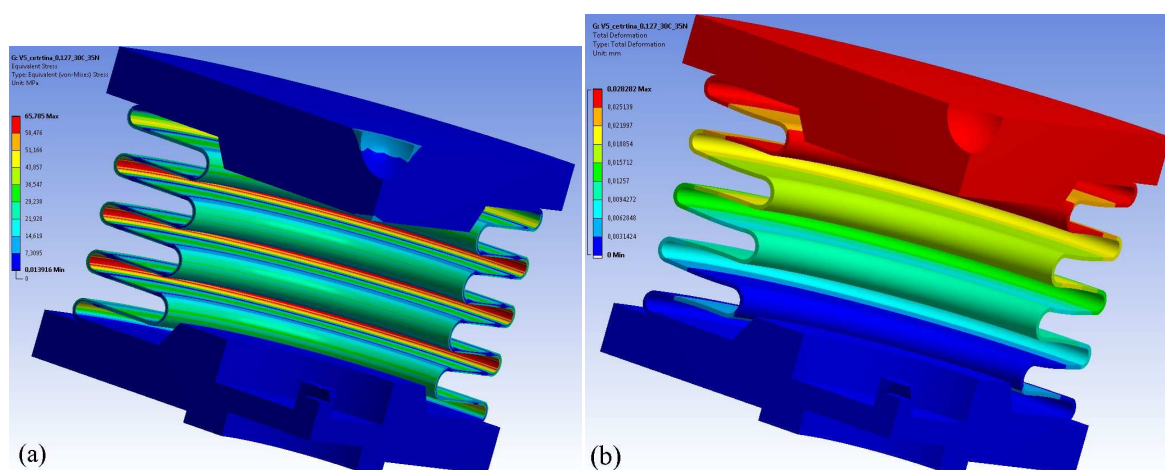 G: V5_cetrtina_0,127_30C_35N
Equivalent Stress
Type: Equivalent (von-Mises) Stress
Unit: MPa
65,785 Max
58,476
51,166
43,857
36,547
29,238
21,928
14,619
7,3095
0,013916 Min
0
(a)
G: V5_cetrtina_0,127_30C_35N
Total Deformation
Type: Total Deformation
Unit: mm
0,028282 Max
0,025139
0,021997
0,018854
0,015712
0,01257
0,0094272
0,0062848
0,0031424
0 Min
(b)